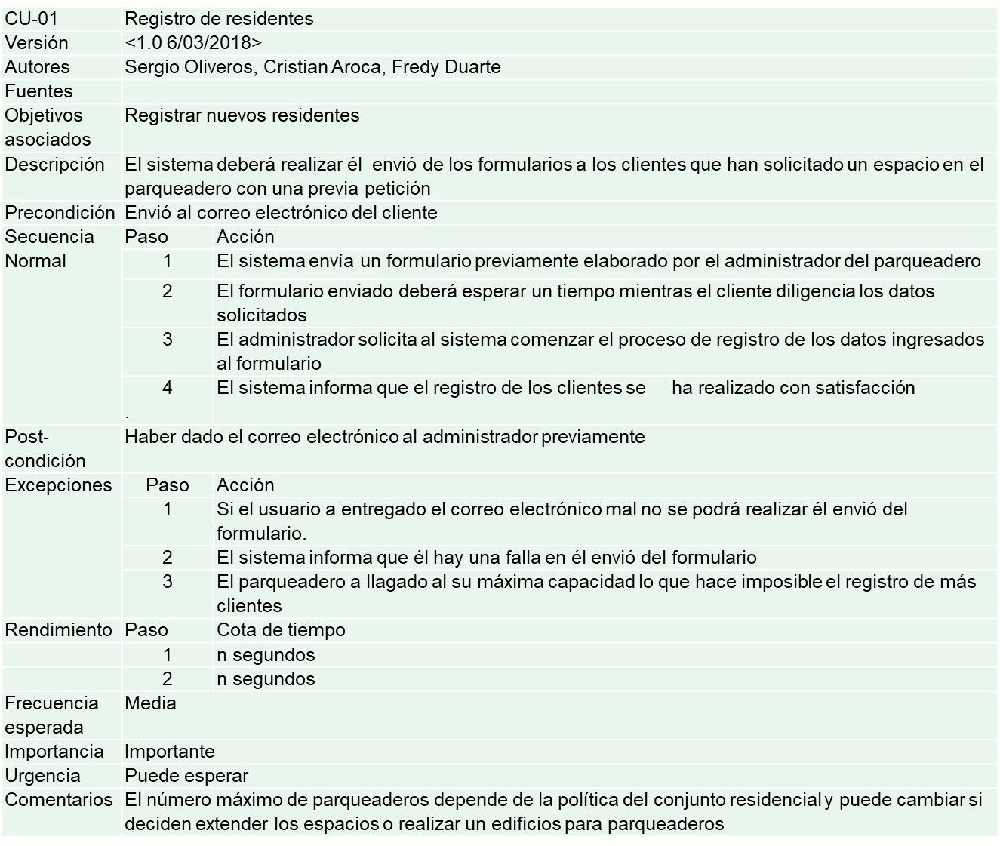 CU-01 Registro de residentes
Versión <1.0 6/03/2018>
Autores Sergio Oliveros, Cristian Aroca, Fredy Duarte
Fuentes
Objetivos asociados Registrar nuevos residentes
Descripción El sistema deberá realizar él envió de los formularios a los clientes que han solicitado un espacio en el
parqueadero con una previa petición
Precondición Envió al correo electrónico del cliente
Secuencia Normal Paso Acción
1 El sistema envía un formulario previamente elaborado por el administrador del parqueadero
2 El formulario enviado deberá esperar un tiempo mientras el cliente diligencia los datos
solicitados
3 El administrador solicita al sistema comenzar el proceso de registro de los datos ingresados
al formulario
4 El sistema informa que el registro de los clientes se ha realizado con satisfacción
.
Post-condición Haber dado el correo electrónico al administrador previamente
Excepciones Paso Acción
1 Si el usuario a entregado el correo electrónico mal no se podrá realizar él envió del
formulario.
2 El sistema informa que él hay una falla en él envió del formulario
3 El parqueadero a llagado al su máxima capacidad lo que hace imposible el registro de más
clientes
Rendimiento Paso Cota de tiempo
1 n segundos
2 n segundos
Frecuencia esperada Media
Importancia Importante
Urgencia Puede esperar
Comentarios El número máximo de parqueaderos depende de la política del conjunto residencial y puede cambiar si
deciden extender los espacios o realizar un edificios para parqueaderos